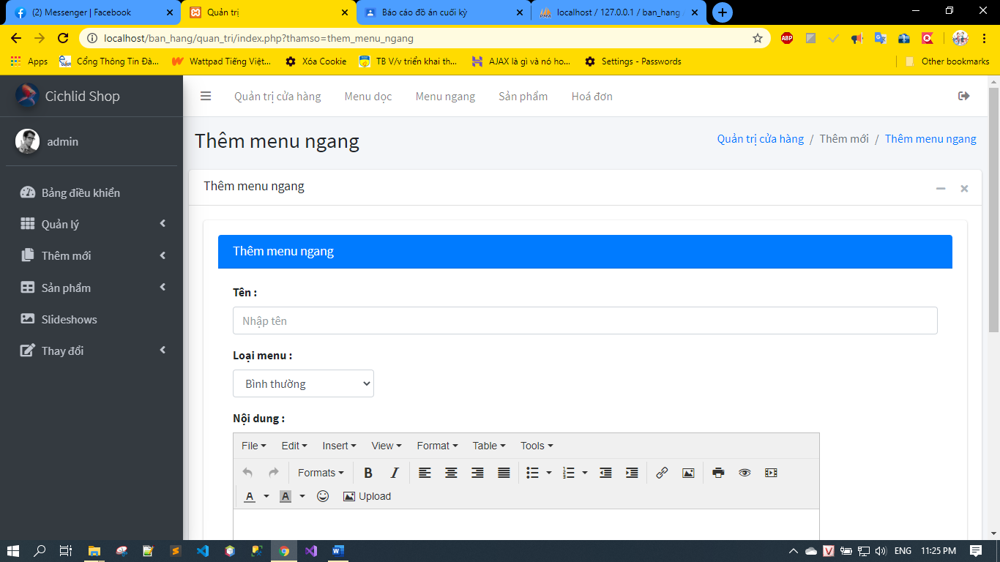 (2) Messenger | Facebook
Quản trị
Báo cáo đồ án cuối kỳ
localhost / 127.0.0.1 / ban_hang
localhost/ban_hang/quan_tri/index.php?thamso=them_menu_ngang
ABP
Apps
Cổng Thông Tin Đà...
Wattpad Tiếng Việt...
Xóa Cookie
TB V/v triển khai th...
AJAX là gì và nó ho...
Settings - Passwords
Other bookmarks
Cichlid Shop
Quản trị cửa hàng
Menu dọc
Menu ngang
Sản phẩm
Hoá đơn
admin
Thêm menu ngang
Quản trị cửa hàng / Thêm mới / Thêm menu ngang
Bảng điều khiển
Quản lý
Thêm mới
Sản phẩm
Slideshows
Thay đổi
Thêm menu ngang
Thêm menu ngang
Tên :
Nhập tên
Loại menu :
Bình thường
Nội dung :
File Edit Insert View Format Table Tools
Formats B I
A A Upload
ENG 11:25 PM